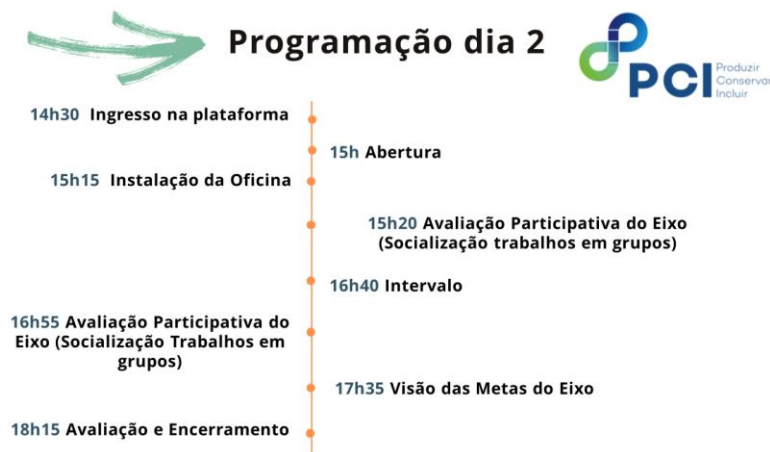 Programação dia 2
PCI
Produzir
Conservar
Incluir
14h30 Ingresso na plataforma
15h Abertura
15h15 Instalação da Oficina
15h20 Avaliação Participativa do Eixo
(Socialização trabalhos em grupos)
16h40 Intervalo
16h55 Avaliação Participativa do
Eixo (Socialização Trabalhos em
grupos)
17h35 Visão das Metas do Eixo
18h15 Avaliação e Encerramento